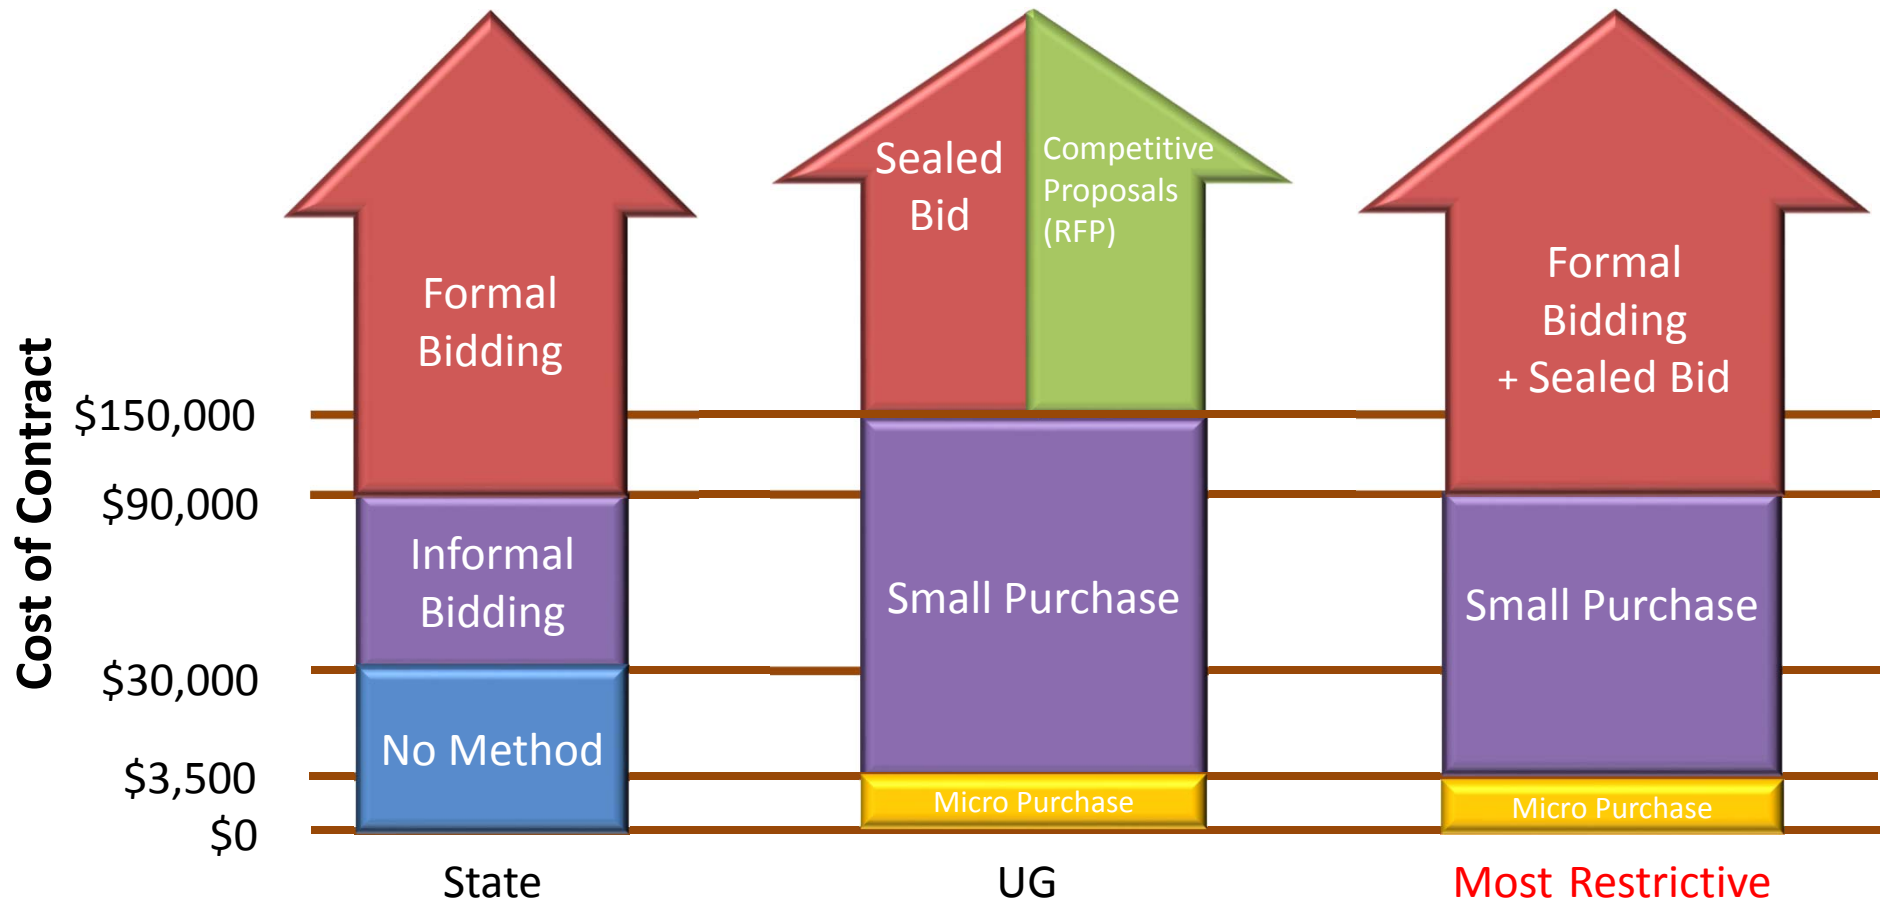 Cost of Contract
$150,000
$90,000
$30,000
$3,500
$0
Formal
Bidding
Informal
Bidding
No Method
State
Sealed
Bid
Competitive
Proposals
(RFP)
Small Purchase
Micro Purchase
UG
Formal
Bidding
+ Sealed Bid
Small Purchase
Micro Purchase
Most Restrictive